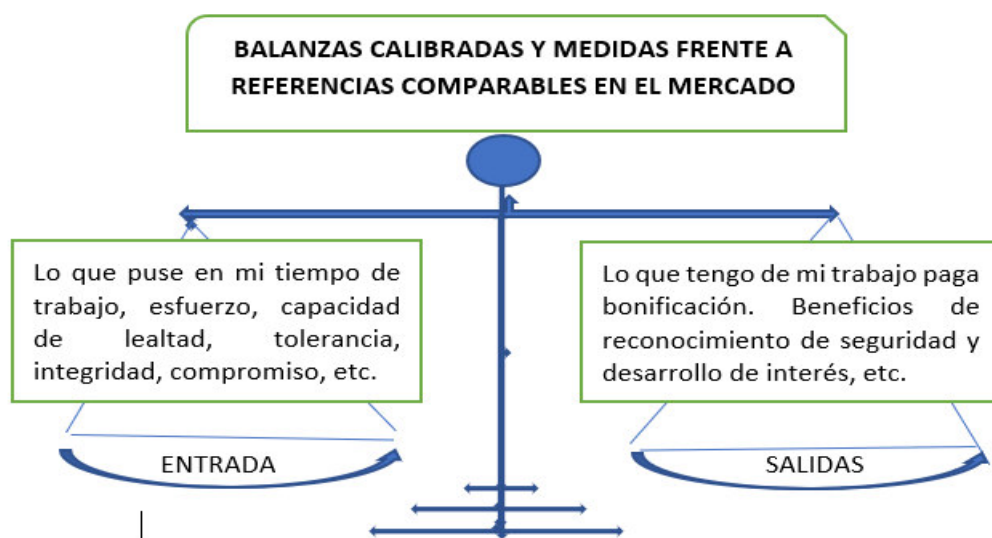 BALANZAS CALIBRADAS Y MEDIDAS FRENTE A
REFERENCIAS COMPARABLES EN EL MERCADO
Lo que puse en mi tiempo de
trabajo, esfuerzo, capacidad
de lealtad, tolerancia,
integridad, compromiso, etc.
ENTRADA
Lo que tengo de mi trabajo paga
bonificación. Beneficios de
reconocimiento de seguridad y
desarrollo de interés, etc.
SALIDAS